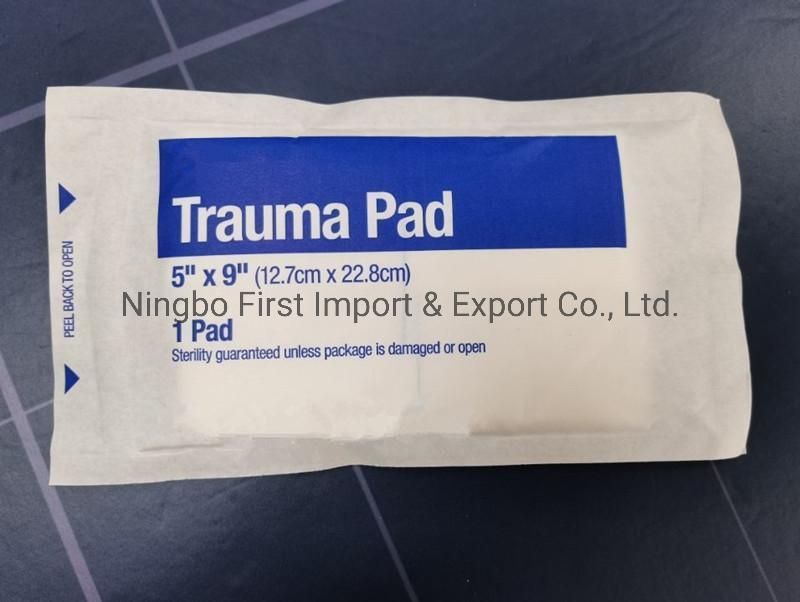 Trauma Pad
5" x 9" (12.7cm x 22.8cm)
Ningbo First Import & Export Co., Ltd.
1 Pad
Sterility guaranteed unless package is damaged or open
PEEL BACK TO OPEN